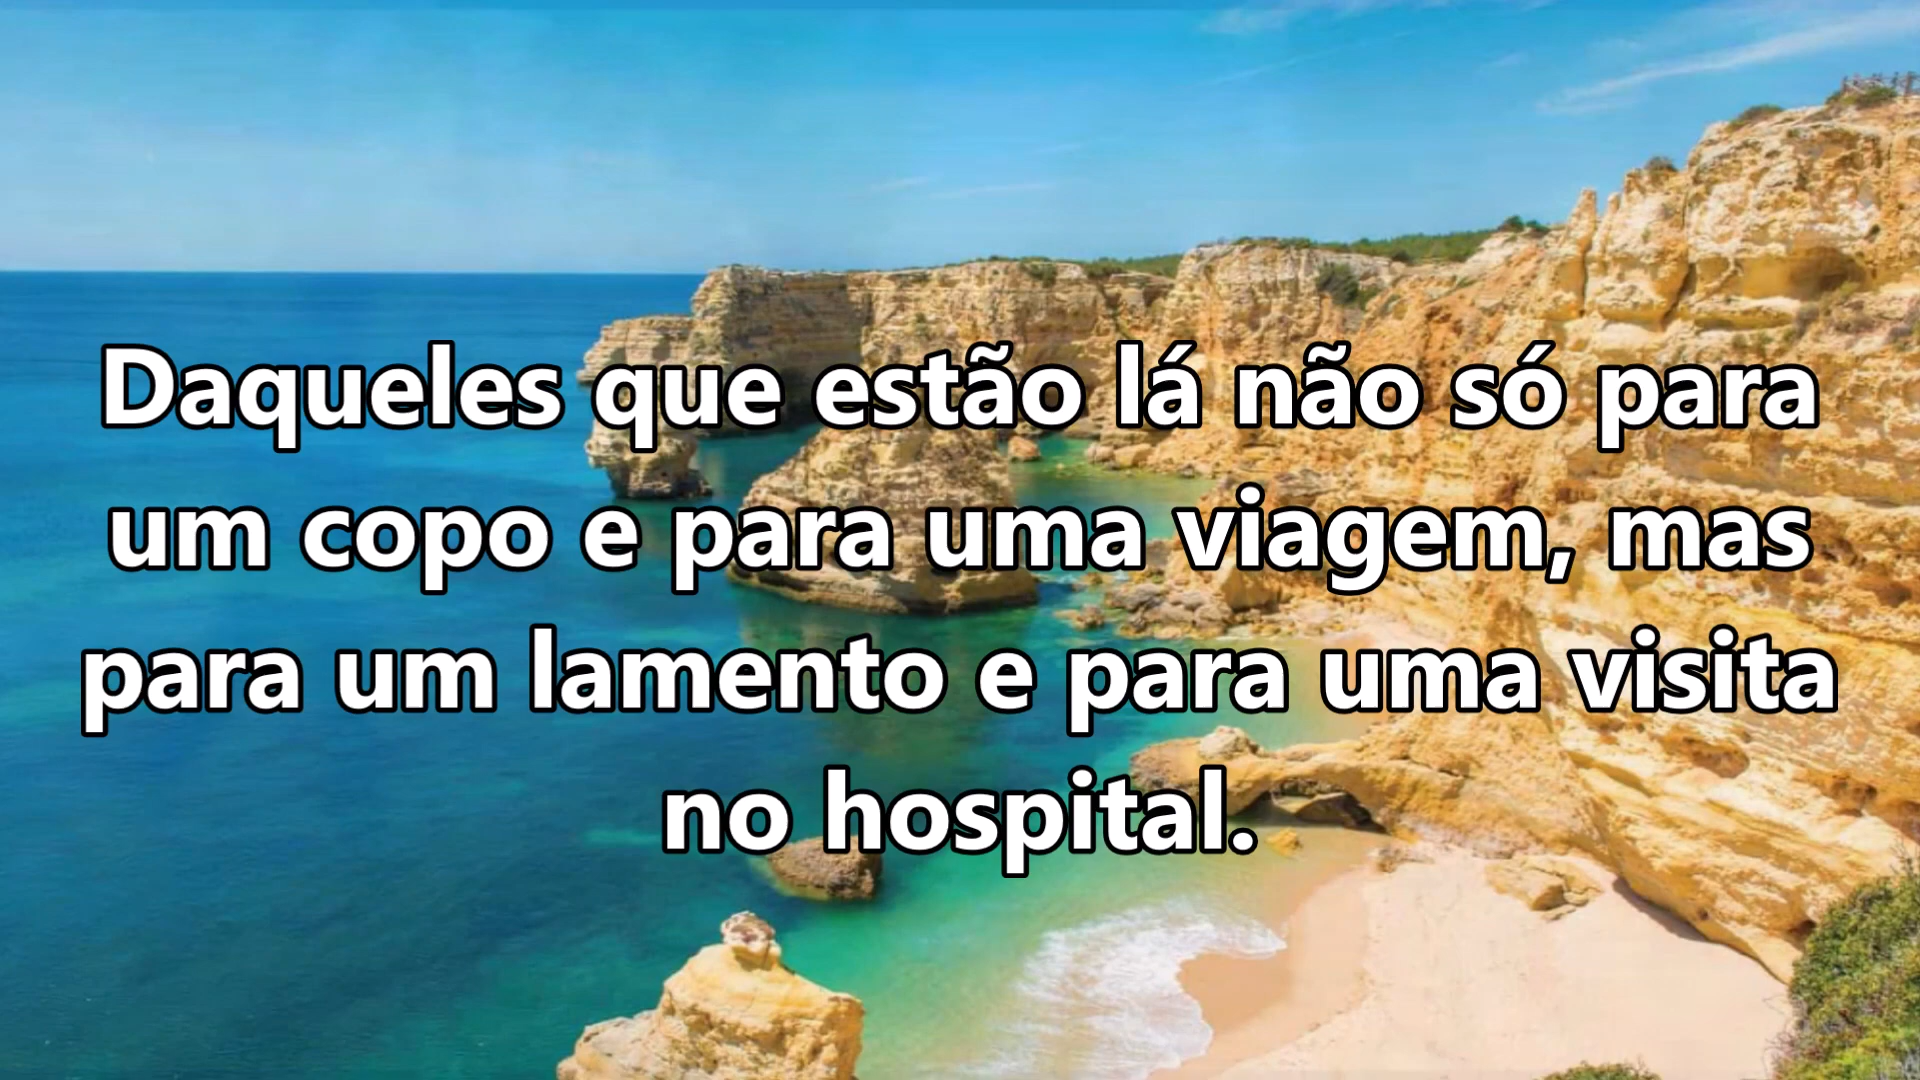 Daqueles que estão lá não só para
um copo e para uma viagem, mas
para um lamento e para uma visita
no hospital.